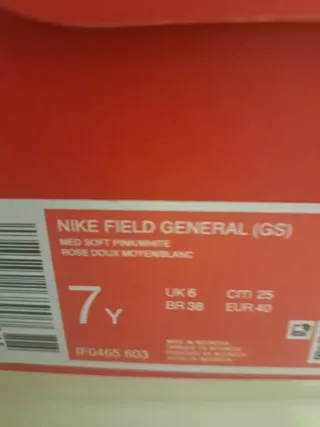 NIKE FIELD GENERAL (GS)
MED SOFT PINK/WHITE
ROSE DOUX MOYEN/BLANC
7Y
UK 6 CM 25
BR 38 EUR 40
IF0465 603
MADE IN INDONESIA